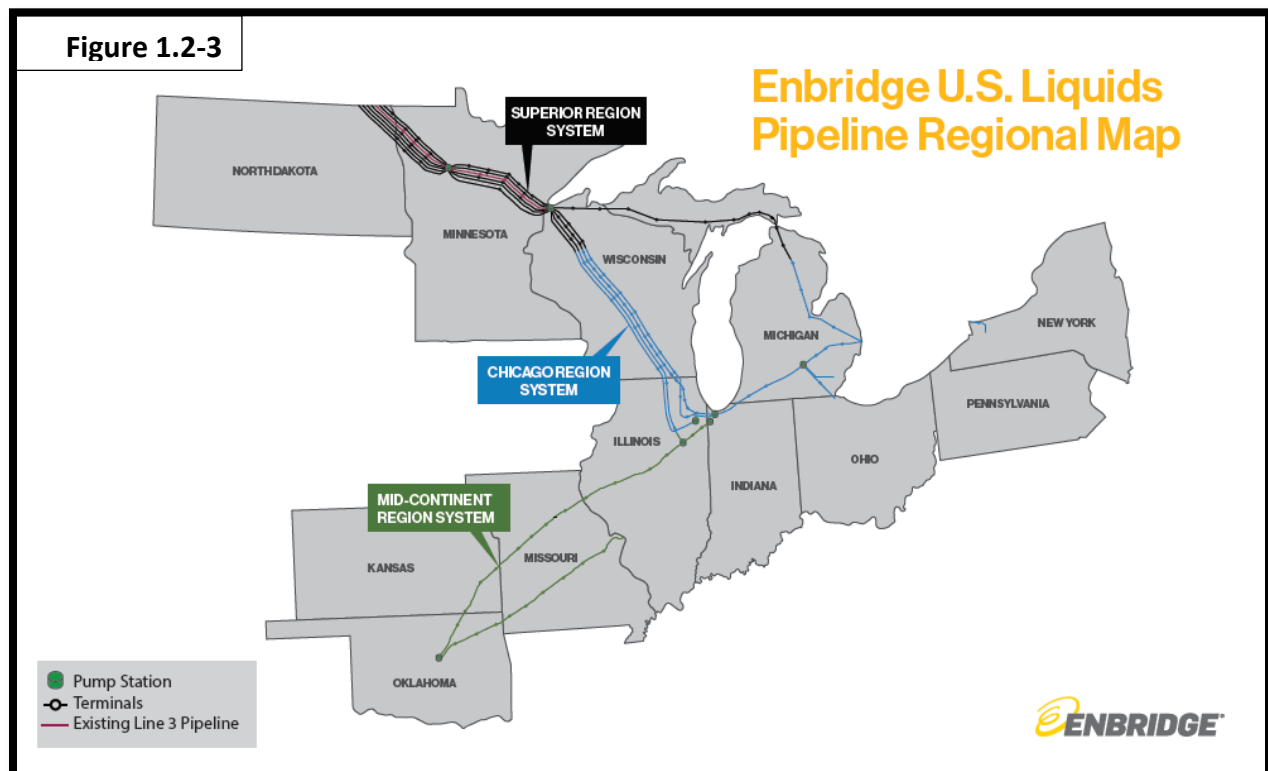 Figure 1.2-3
Enbridge U.S. Liquids
Pipeline Regional Map
SUPERIOR REGION
SYSTEM
NORTH DAKOTA
MINNESOTA
WISCONSIN
MICHIGAN
NEW YORK
CHICAGO REGION
SYSTEM
PENNSYLVANIA
ILLINOIS
OHIO
INDIANA
MID-CONTINENT
REGION SYSTEM
MISSOURI
KANSAS
OKLAHOMA
Pump Station
Terminals
Existing Line 3 Pipeline
ENBRIDGE